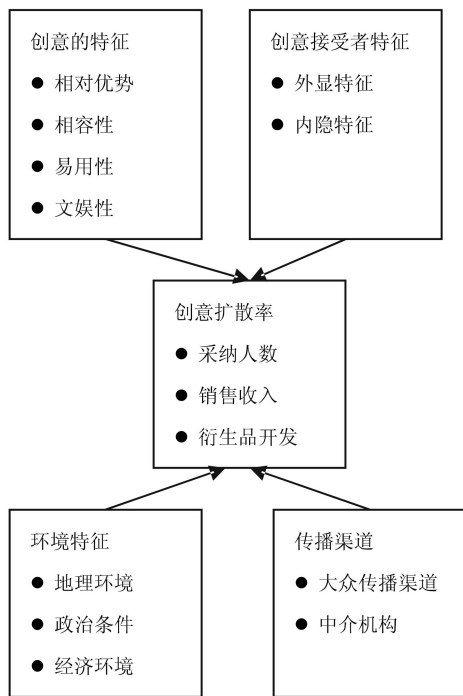 创意的特征
● 相对优势
● 相容性
● 易用性
● 文娱性
创意接受者特征
● 外显特征
● 内隐特征
创意扩散率
● 采纳人数
● 销售收入
● 衍生品开发
环境特征
● 地理环境
● 政治条件
● 经济环境
传播渠道
● 大众传播渠道
● 中介机构